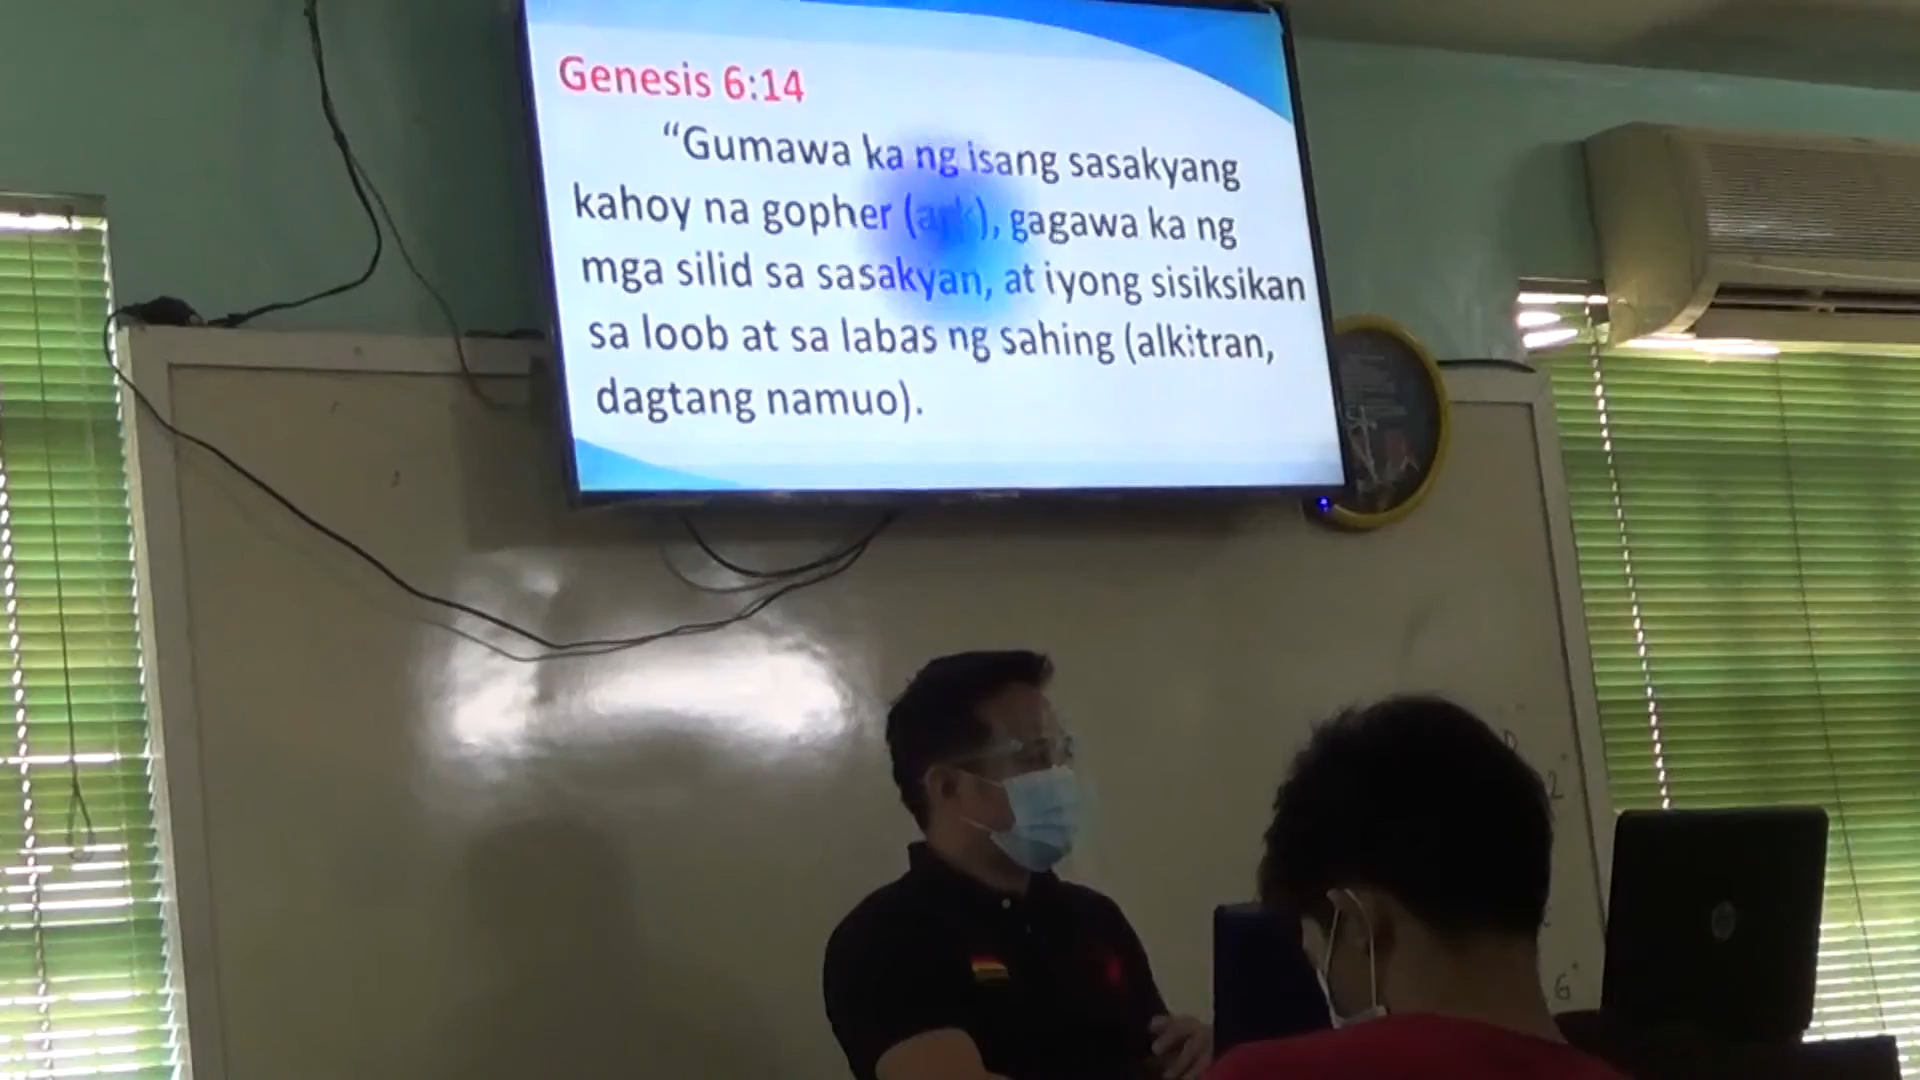 Genesis 6:14
“Gumawa ka ng isang sasakyang
kahoy na gopher (ark), gagawa ka ng
mga silid sa sasakyan, at iyong sisiksikan
sa loob at sa labas ng sahing (alkitran,
dagtang namuo).